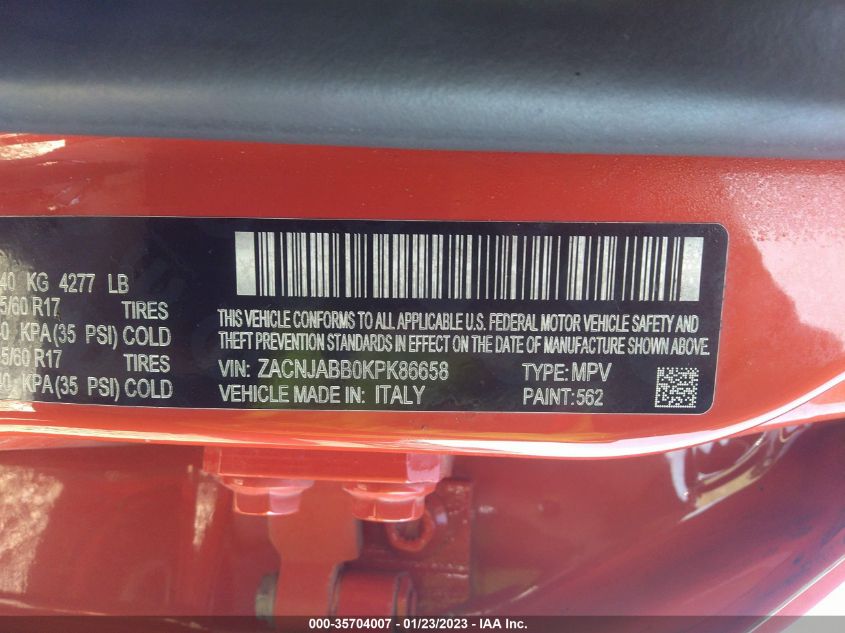 40 KG 4277 LB
5/60 R17 TIRES
0 KPA(35 PSI) COLD
5/60 R17 TIRES
40 KPA(35 PSI) COLD
THIS VEHICLE CONFORMS TO ALL APPLICABLE U.S. FEDERAL MOTOR VEHICLE SAFETY AND
THEFT PREVENTION STANDARDS IN EFFECT ON THE DATE OF MANUFACTURE SHOWN ABOVE.
VIN: ZACNJABB0KPK86658 TYPE: MPV
VEHICLE MADE IN: ITALY PAINT: 562
000-35704007 - 01/23/2023 - IAA Inc.